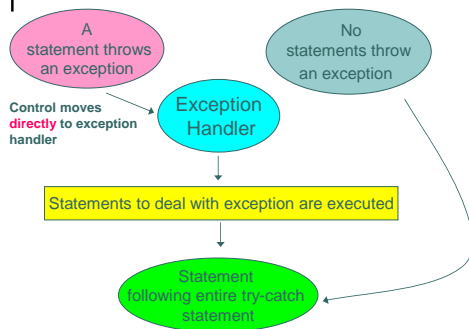 A
statement throws
an exception
No
statements throw
an exception
Control moves
directly to exception
handler
Exception
Handler
Statements to deal with exception are executed
Statement
following entire try-catch
statement